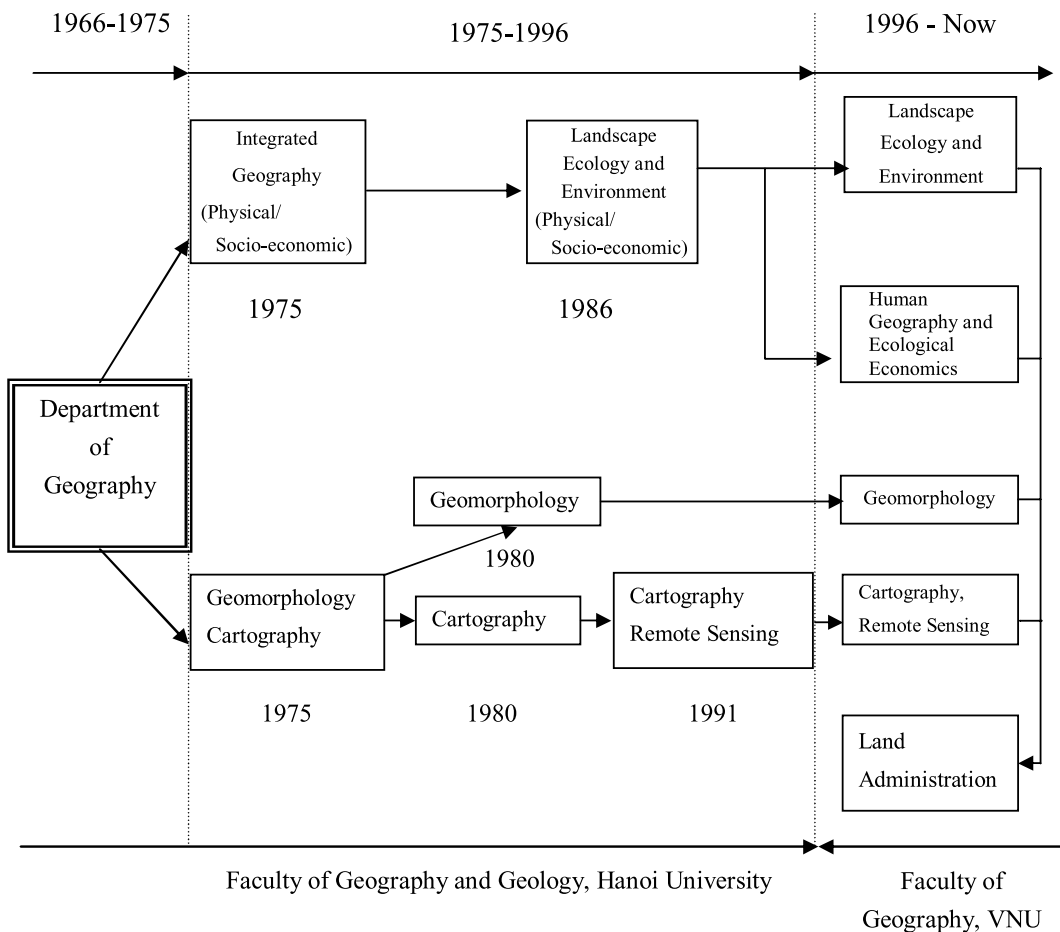 1966-1975
1975-1996
1996 - Now
Integrated
Geography
(Physical/
Socio-economic)
1975
Landscape
Ecology and
Environment
(Physical/
Socio-economic)
1986
Landscape
Ecology and
Environment
Human
Geography and
Ecological
Economics
Department
of
Geography
Geomorphology
1980
Geomorphology
Geomorphology
Cartography
1975
Cartography
1980
Cartography
Remote Sensing
1991
Cartography,
Remote Sensing
Land
Administration
Faculty of Geography and Geology, Hanoi University
Faculty of
Geography, VNU